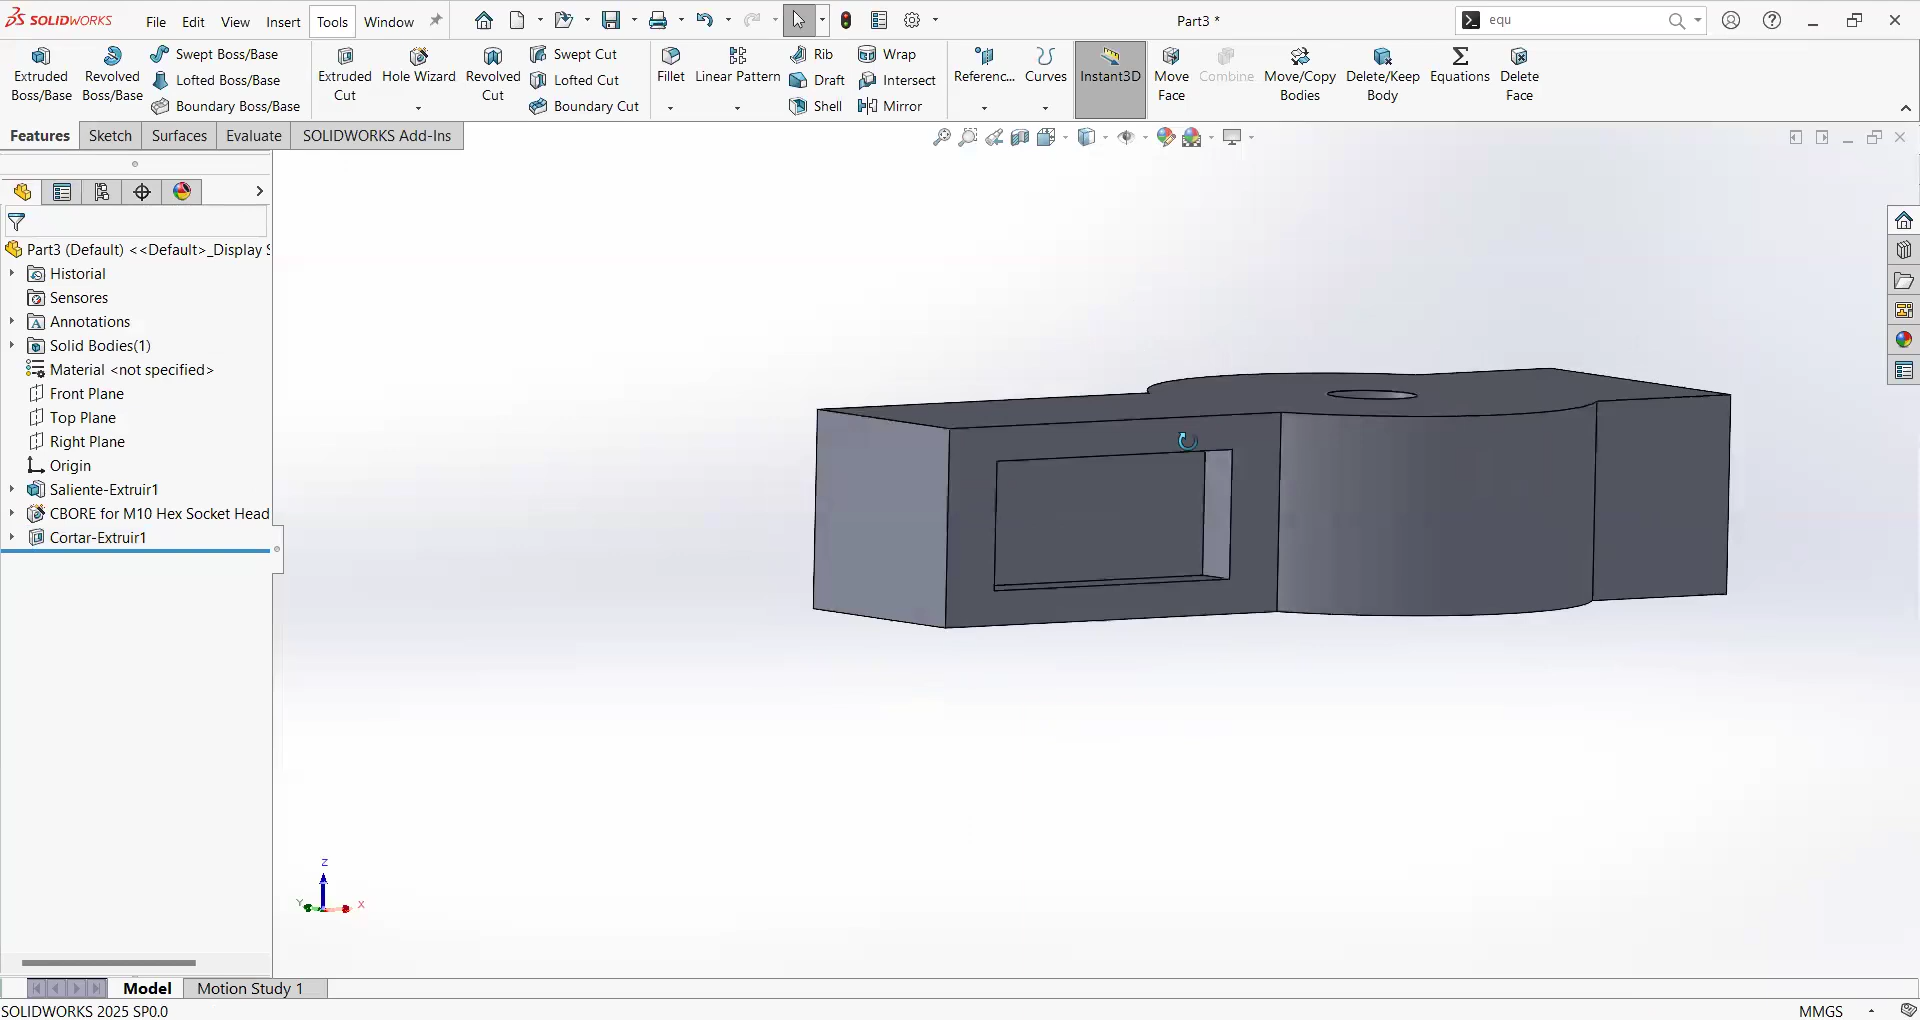 SOLIDWORKS File Edit View Insert Tools Window Part3 * equ
Extruded Boss/Base
Revolved Boss/Base
Swept Boss/Base
Lofted Boss/Base
Boundary Boss/Base
Extruded Cut
Hole Wizard
Revolved Cut
Swept Cut
Lofted Cut
Boundary Cut
Fillet
Linear Pattern
Rib
Draft
Shell
Wrap
Intersect
Mirror
Referenc...
Curves
Instant3D
Move Face
Combine
Move/Copy Bodies
Delete/Keep Body
Equations
Delete Face
Features Sketch Surfaces Evaluate SOLIDWORKS Add-Ins
Part3 (Default) <<Default>_Display S
Historial
Sensores
Annotations
Solid Bodies(1)
Material <not specified>
Front Plane
Top Plane
Right Plane
Origin
Saliente-Extruir1
CBORE for M10 Hex Socket Head
Cortar-Extruir1
Z
Y X
Model Motion Study 1
SOLIDWORKS 2025 SP0.0 MMGS